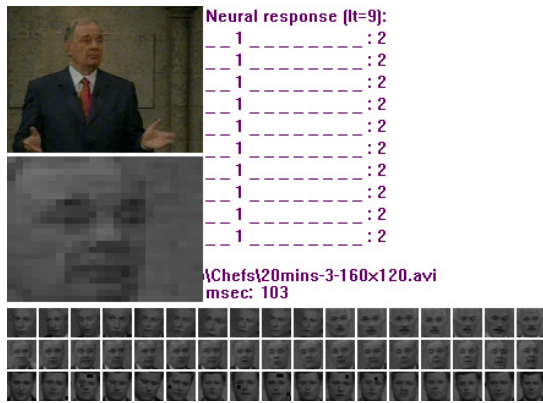 Neural response (It=9):
_ _ 1 _ _ _ _ _ _ _ _ : 2
_ _ 1 _ _ _ _ _ _ _ _ : 2
_ _ 1 _ _ _ _ _ _ _ _ : 2
_ _ 1 _ _ _ _ _ _ _ _ : 2
_ _ 1 _ _ _ _ _ _ _ _ : 2
_ _ 1 _ _ _ _ _ _ _ _ : 2
_ _ 1 _ _ _ _ _ _ _ _ : 2
_ _ 1 _ _ _ _ _ _ _ _ : 2
_ _ 1 _ _ _ _ _ _ _ _ : 2
_ _ 1 _ _ _ _ _ _ _ _ : 2
\Chefs\20mins-3-160x120.avi
msec: 103